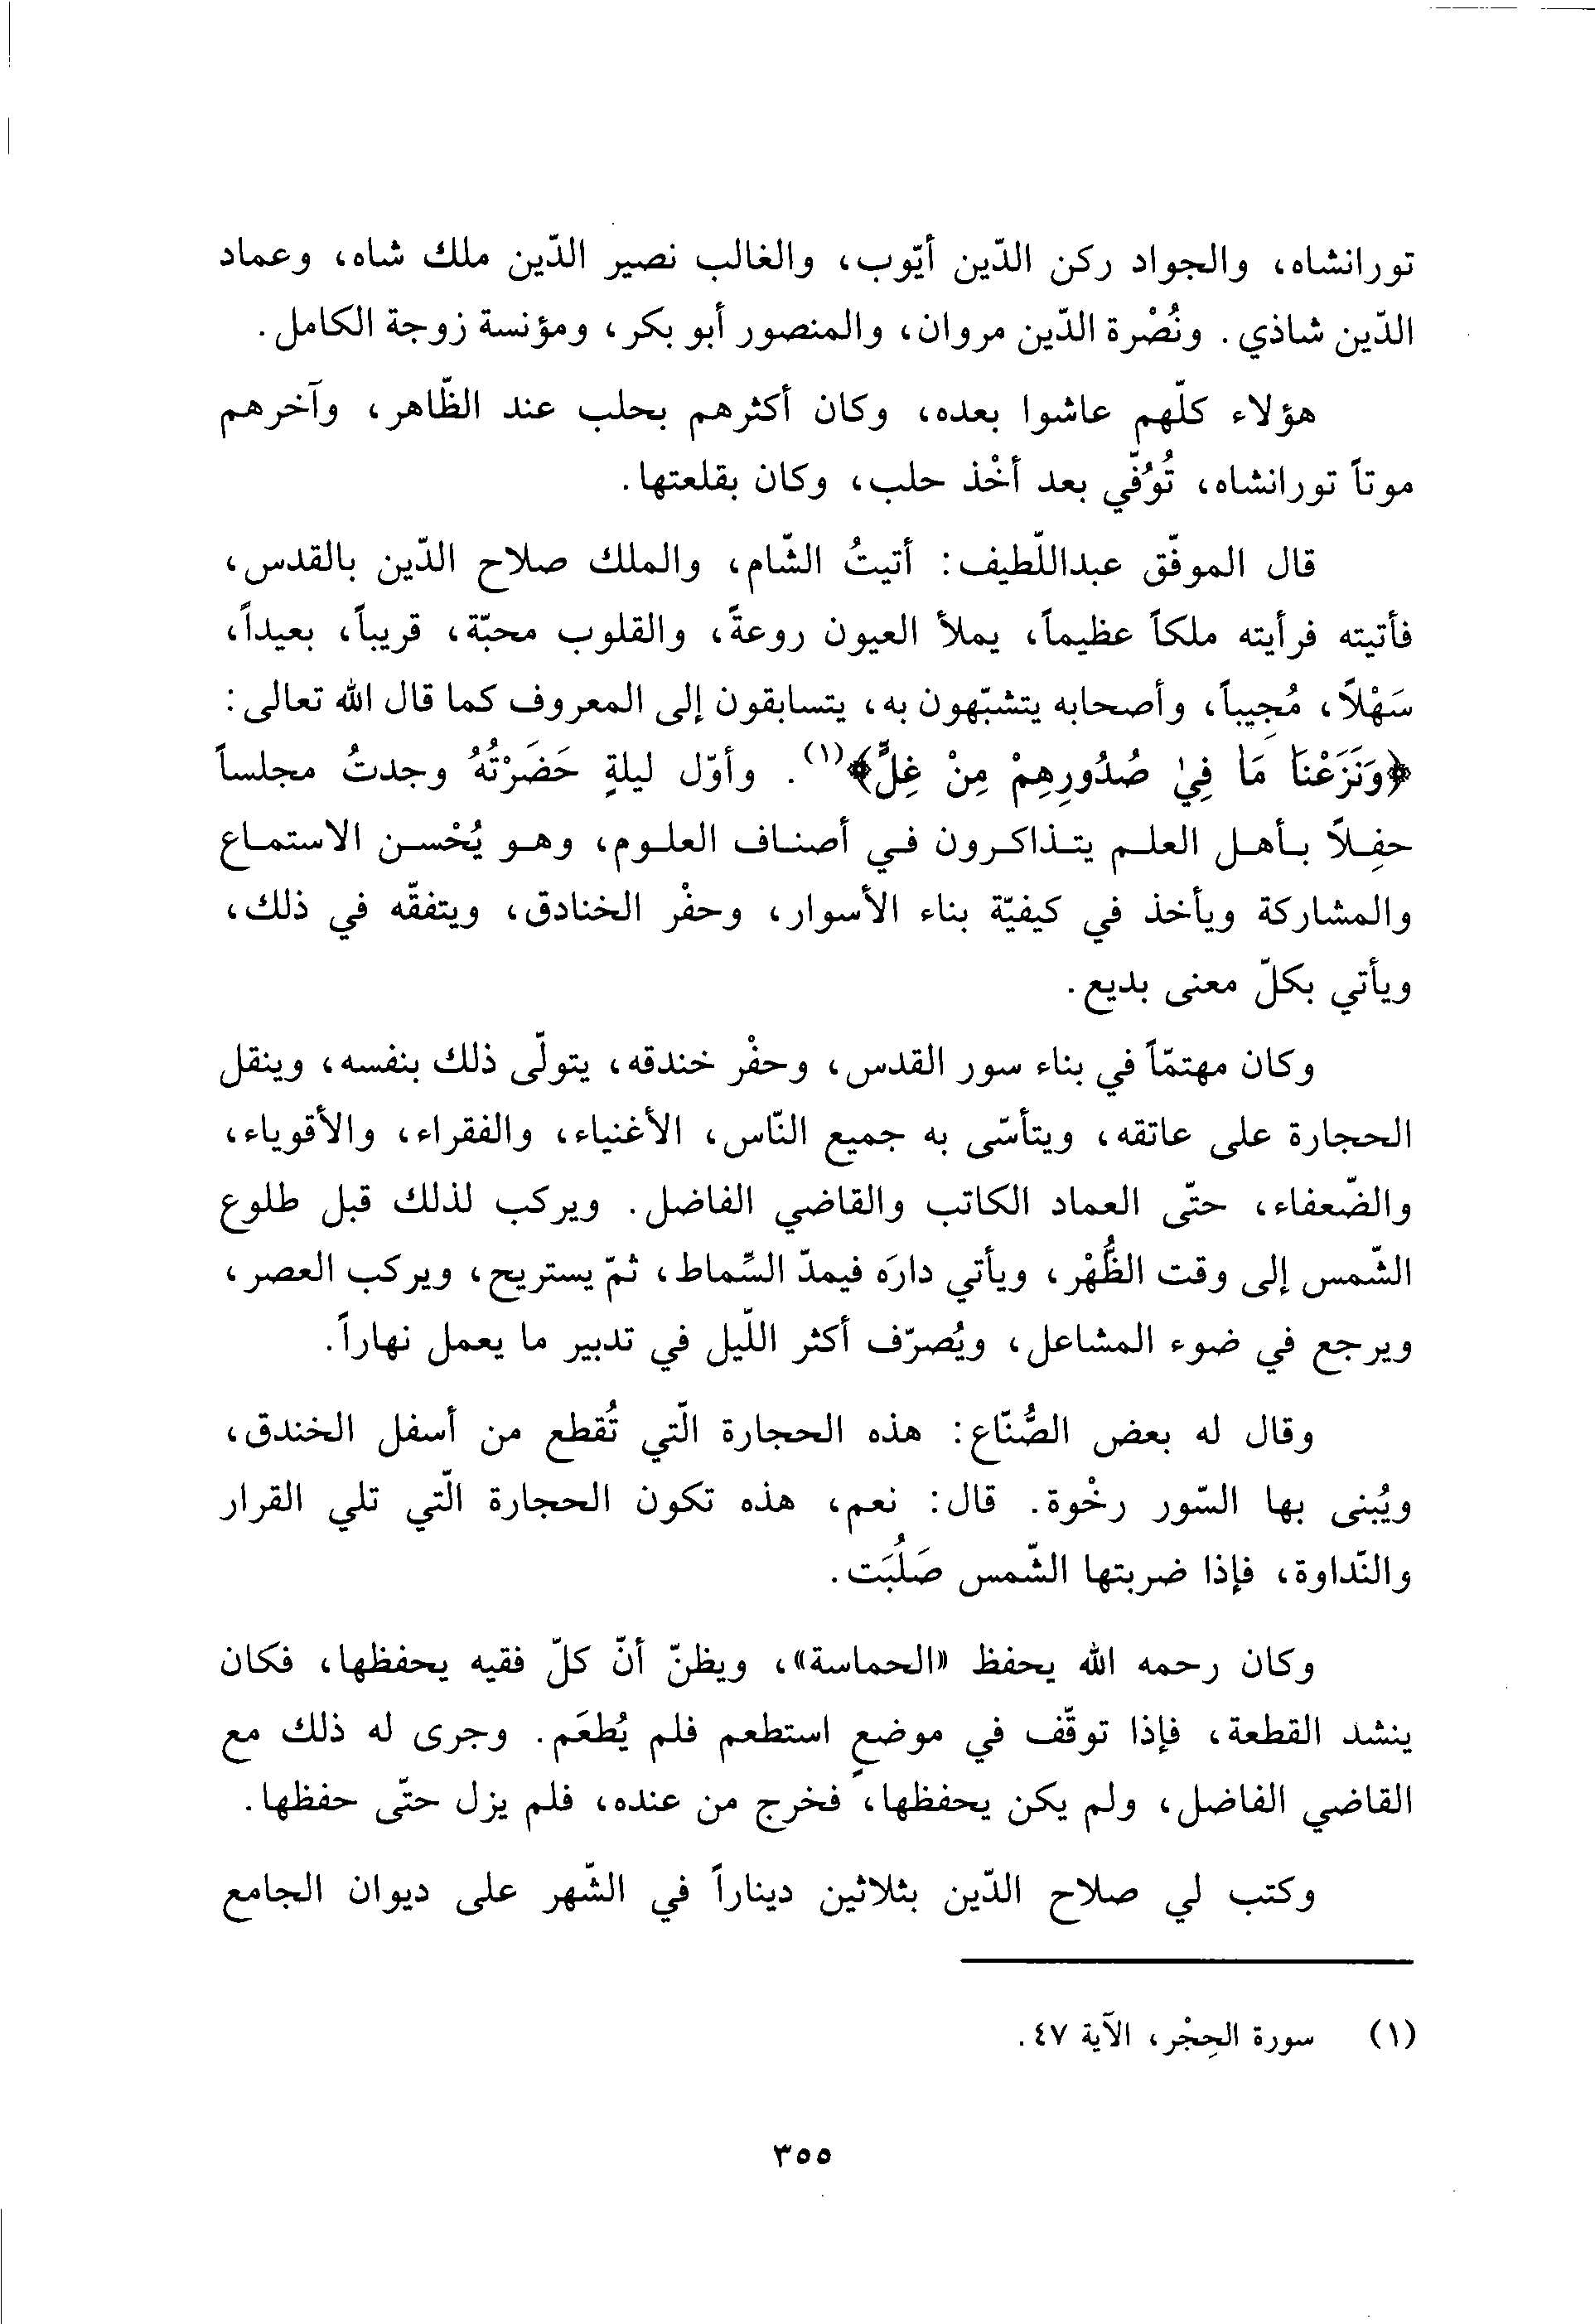 تورانشاه، والجواد ركن الدّين أيّوب، والغالب نصير الدّين ملك شاه، وعماد
الدّين شاذي. ونُصْرة الدّين مروان، والمنصور أبو بكر، ومؤنسة زوجة الكامل.
هؤلاء كلّهم عاشوا بعده، وكان أكثرهم بحلب عند الظّاهر، وآخرهم
موتاً تورانشاه، تُوُفّي بعد أخْذ حلب، وكان بقلعتها.
قال الموفّق عبداللّطيف: أتيتُ الشّام، والملك صلاح الدّين بالقدس،
فأتيته فرأيته ملكاً عظيماً، يملأ العيون روعةً، والقلوب محبّة، قريباً، بعيداً،
سَهْلاً، مُجِيباً، وأصحابه يتشبّهون به، يتسابقون إلى المعروف كما قال الله تعالى:
﴿وَنَزَعْنَا مَا فِيْ صُدُورِهِمْ مِنْ غِلٍّ﴾(١). وأوّل ليلةٍ حَضَرْتُهُ وجدتُ مجلساً
حفِلاً بأهل العلم يتذاكرون في أصناف العلوم، وهو يُحْسن الاستماع
والمشاركة ويأخذ في كيفيّة بناء الأسوار، وحفْر الخنادق، ويتفقّه في ذلك،
ويأتي بكلّ معنى بديع.
وكان مهتمّاً في بناء سور القدس، وحفْر خندقه، يتولّى ذلك بنفسه، وينقل
الحجارة على عاتقه، ويتأسّى به جميع النّاس، الأغنياء، والفقراء، والأقوياء،
والضّعفاء، حتّى العماد الكاتب والقاضي الفاضل. ويركب لذلك قبل طلوع
الشّمس إلى وقت الظُّهْر، ويأتي دارَه فيمدّ السِّماط، ثمّ يستريح، ويركب العصر،
ويرجع في ضوء المشاعل، ويُصرّف أكثر اللّيل في تدبير ما يعمل نهاراً.
وقال له بعض الصُّنّاع: هذه الحجارة الّتي تُقطع من أسفل الخندق،
ويُبنى بها السّور رخْوة. قال: نعم، هذه تكون الحجارة الّتي تلي القرار
والنّداوة، فإذا ضربتها الشّمس صَلُبَت.
وكان رحمه الله يحفظ «الحماسة»، ويظنّ أنّ كلّ فقيه يحفظها، فكان
ينشد القطعة، فإذا توقّف في موضعٍ استطعم فلم يُطعَم. وجرى له ذلك مع
القاضي الفاضل، ولم يكن يحفظها، فخرج من عنده، فلم يزل حتّى حفظها.
وكتب لي صلاح الدّين بثلاثين ديناراً في الشّهر على ديوان الجامع
(١) سورة الحِجْر، الآية ٤٧.
٣٥٥